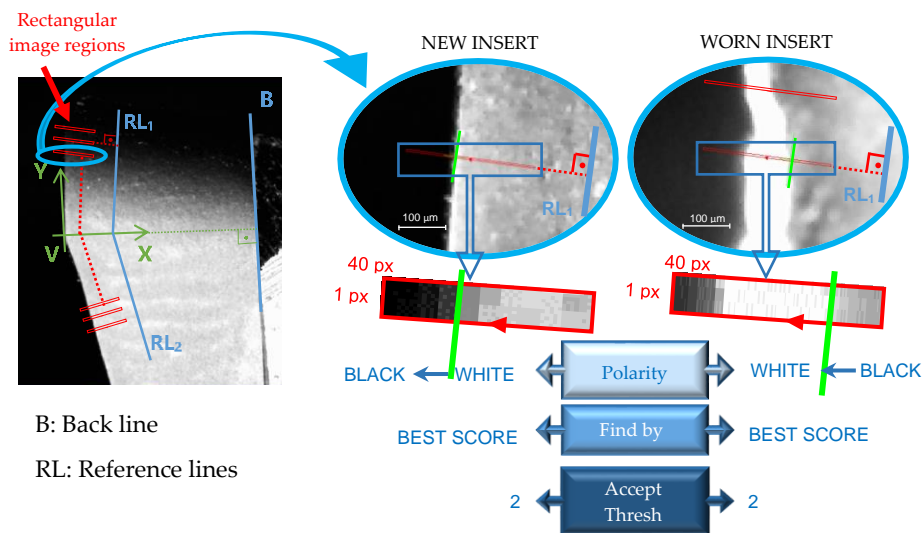 Rectangular
image regions
NEW INSERT
WORN INSERT
B
RL₁
Y
V
X
RL₂
RL₁
100 µm
RL₁
100 µm
40 px
1 px
40 px
1 px
BLACK
WHITE
Polarity
WHITE
BLACK
B: Back line
BEST SCORE
Find by
BEST SCORE
RL: Reference lines
2
Accept
Thresh
2